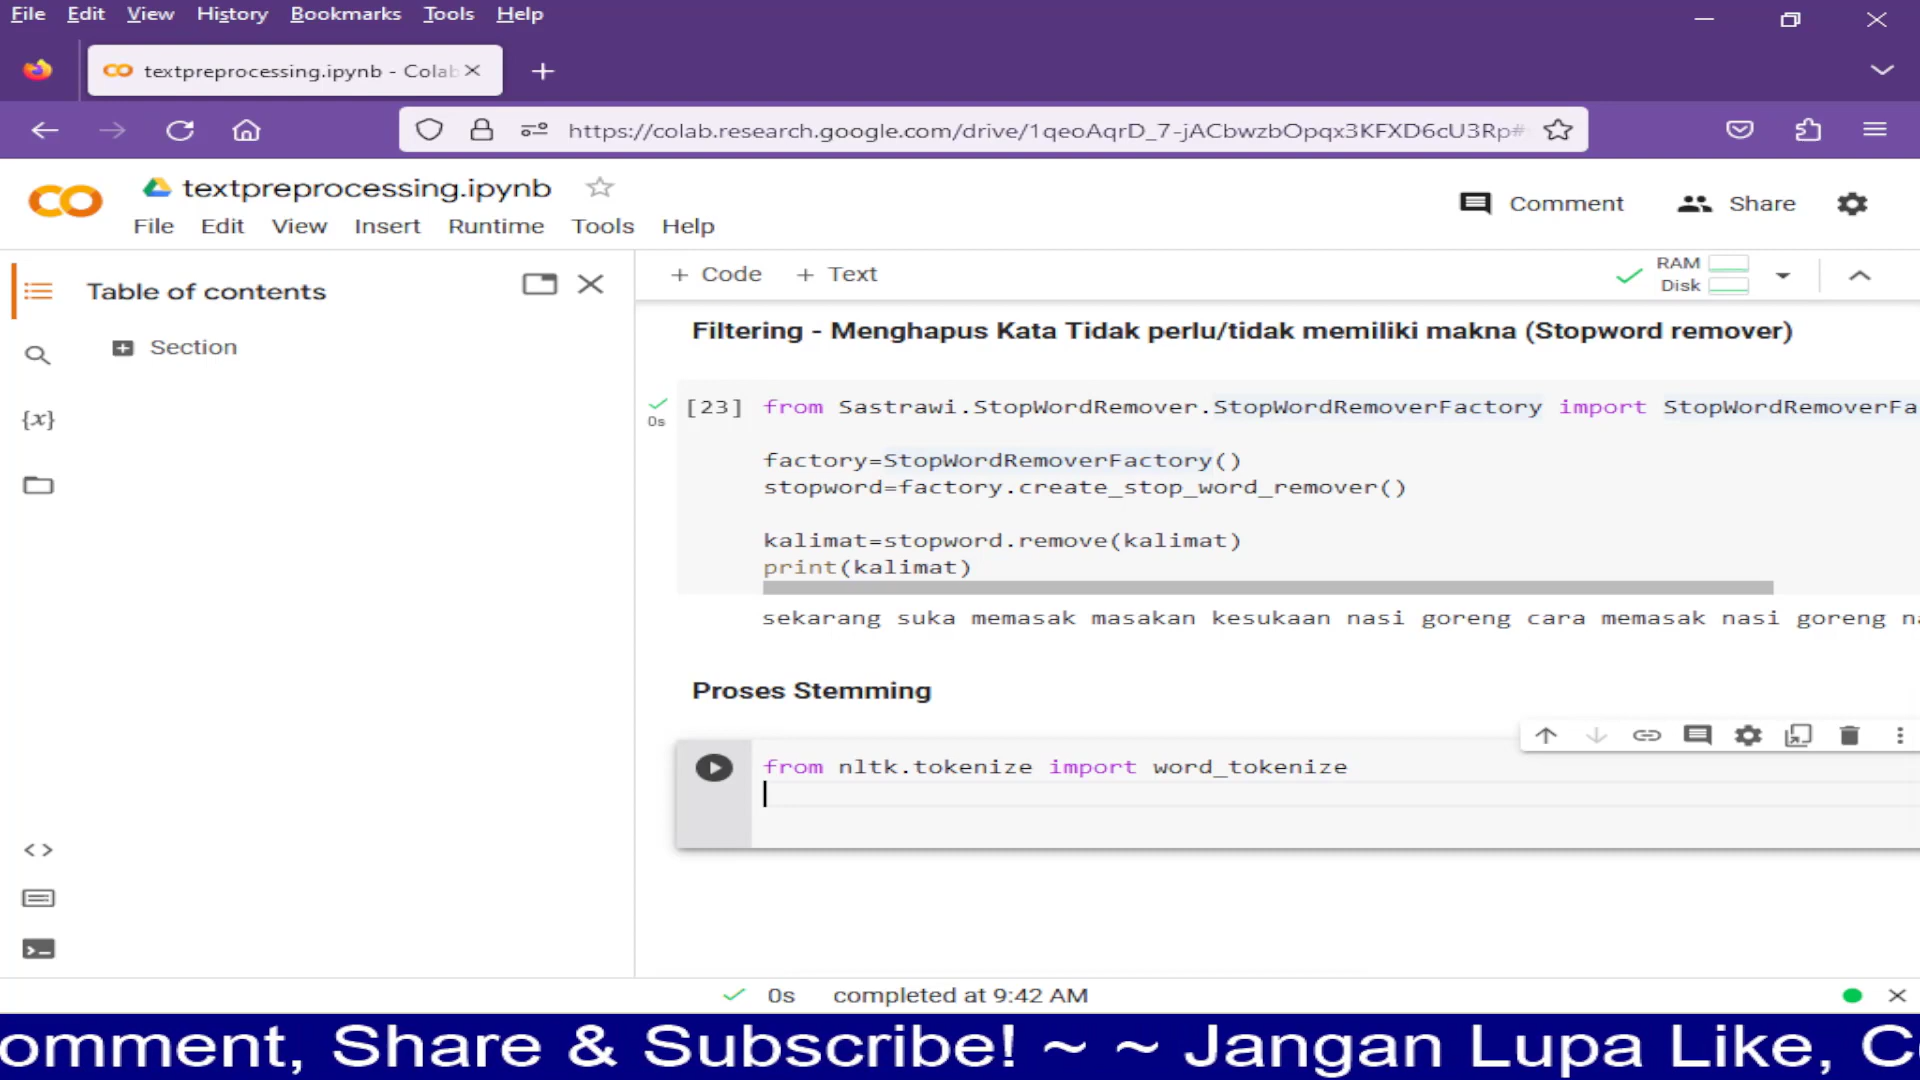 File Edit View History Bookmarks Tools Help
textpreprocessing.ipynb - Colab
https://colab.research.google.com/drive/1qeoAqrD_7-jACbwzbOpqx3KFXD6cU3Rp#
textpreprocessing.ipynb
Comment Share
File Edit View Insert Runtime Tools Help
Table of contents
+ Code + Text
RAM
Disk
Section
Filtering - Menghapus Kata Tidak perlu/tidak memiliki makna (Stopword remover)
[23] from Sastrawi.StopWordRemover.StopWordRemoverFactory import StopWordRemoverFa
0s
factory=StopWordRemoverFactory()
stopword=factory.create_stop_word_remover()
kalimat=stopword.remove(kalimat)
print(kalimat)
sekarang suka memasak masakan kesukaan nasi goreng cara memasak nasi goreng
Proses Stemming
from nltk.tokenize import word_tokenize
0s completed at 9:42 AM
omment, Share & Subscribe! ~ ~ Jangan Lupa Like, C